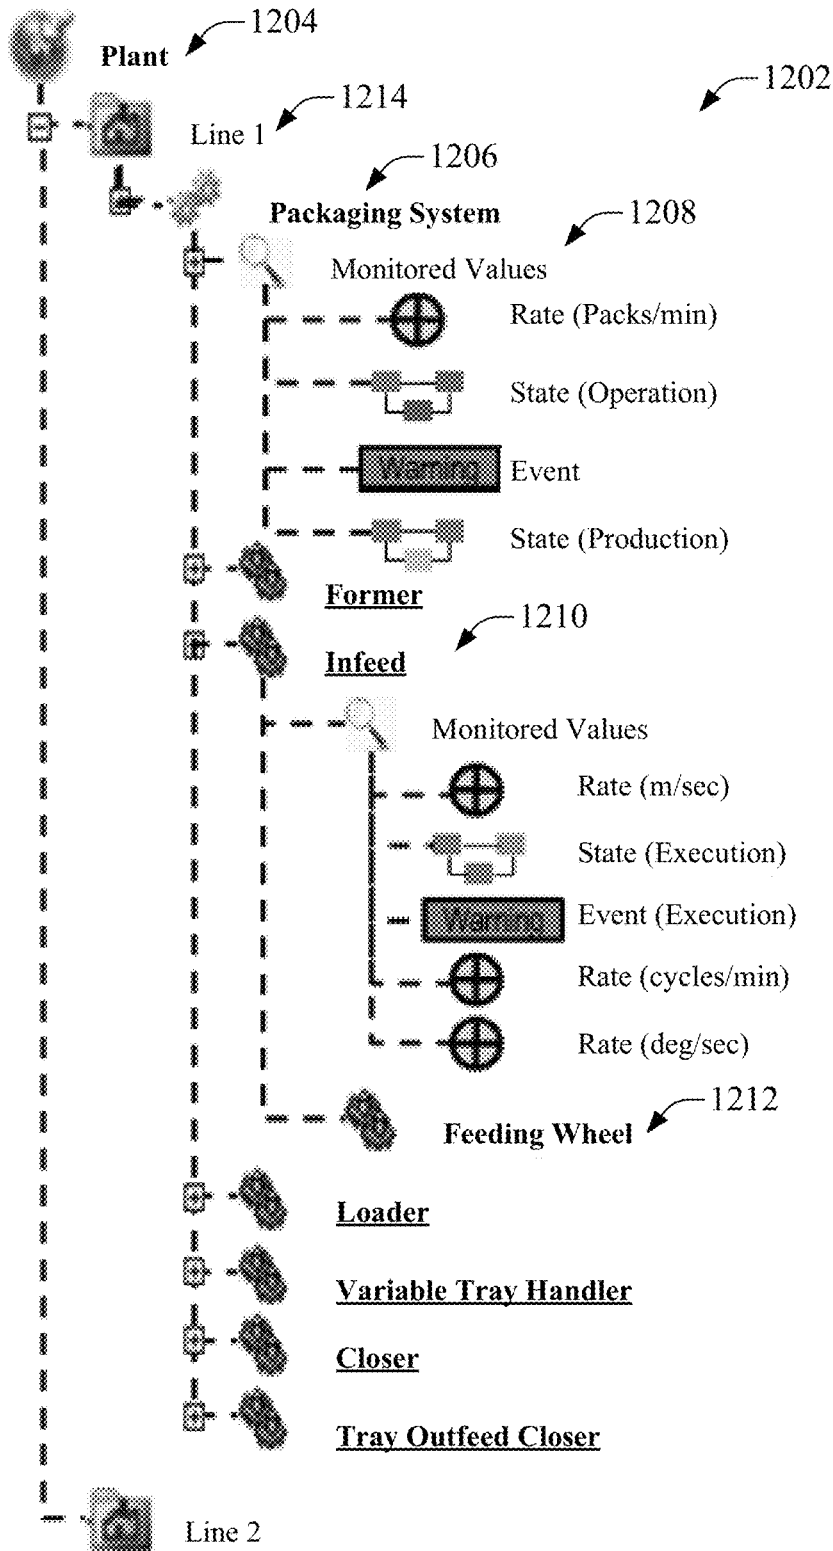 1204
Plant
1202
1214
Line 1
1206
Packaging System
1208
Monitored Values
Rate (Packs/min)
State (Operation)
Warning
Event
State (Production)
Former
1210
Infeed
Monitored Values
Rate (m/sec)
State (Execution)
Warning
Event (Execution)
Rate (cycles/min)
Rate (deg/sec)
1212
Feeding Wheel
Loader
Variable Tray Handler
Closer
Tray Outfeed Closer
Line 2